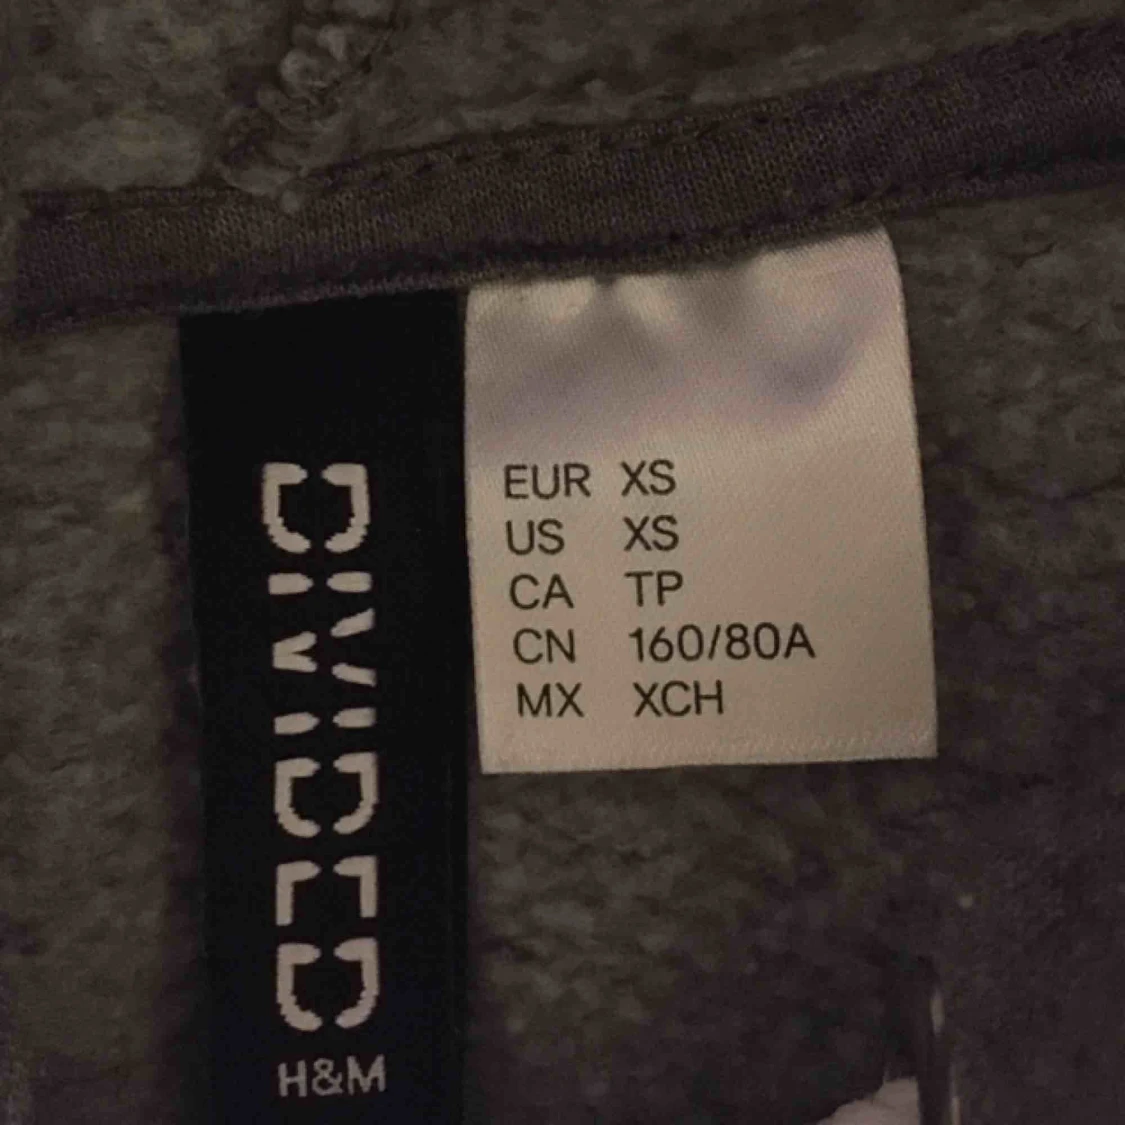 DIVIDED
H&M
EUR XS
US XS
CA TP
CN 160/80A
MX XCH